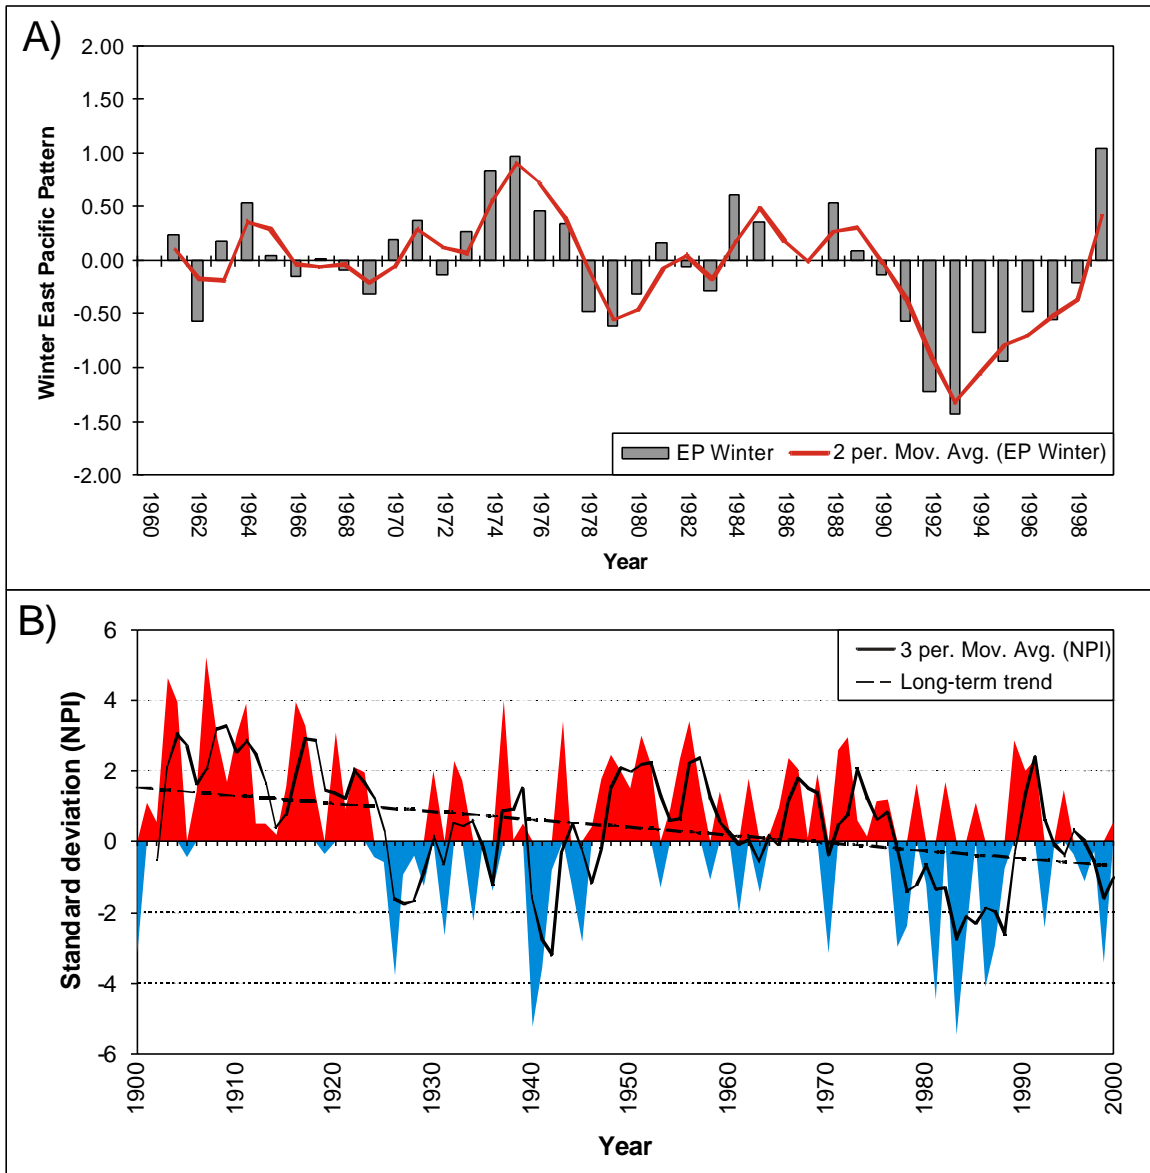 A)
2.00
1.50
1.00
0.50
0.00
-0.50
-1.00
-1.50
-2.00
Winter East Pacific Pattern
EP Winter 2 per. Mov. Avg. (EP Winter)
1960 1962 1964 1966 1968 1970 1972 1974 1976 1978 1980 1982 1984 1986 1988 1990 1992 1994 1996 1998
Year
B)
6
4
2
0
-2
-4
-6
Standard deviation (NPI)
3 per. Mov. Avg. (NPI)
Long-term trend
1900 1910 1920 1930 1940 1950 1960 1970 1980 1990 2000
Year